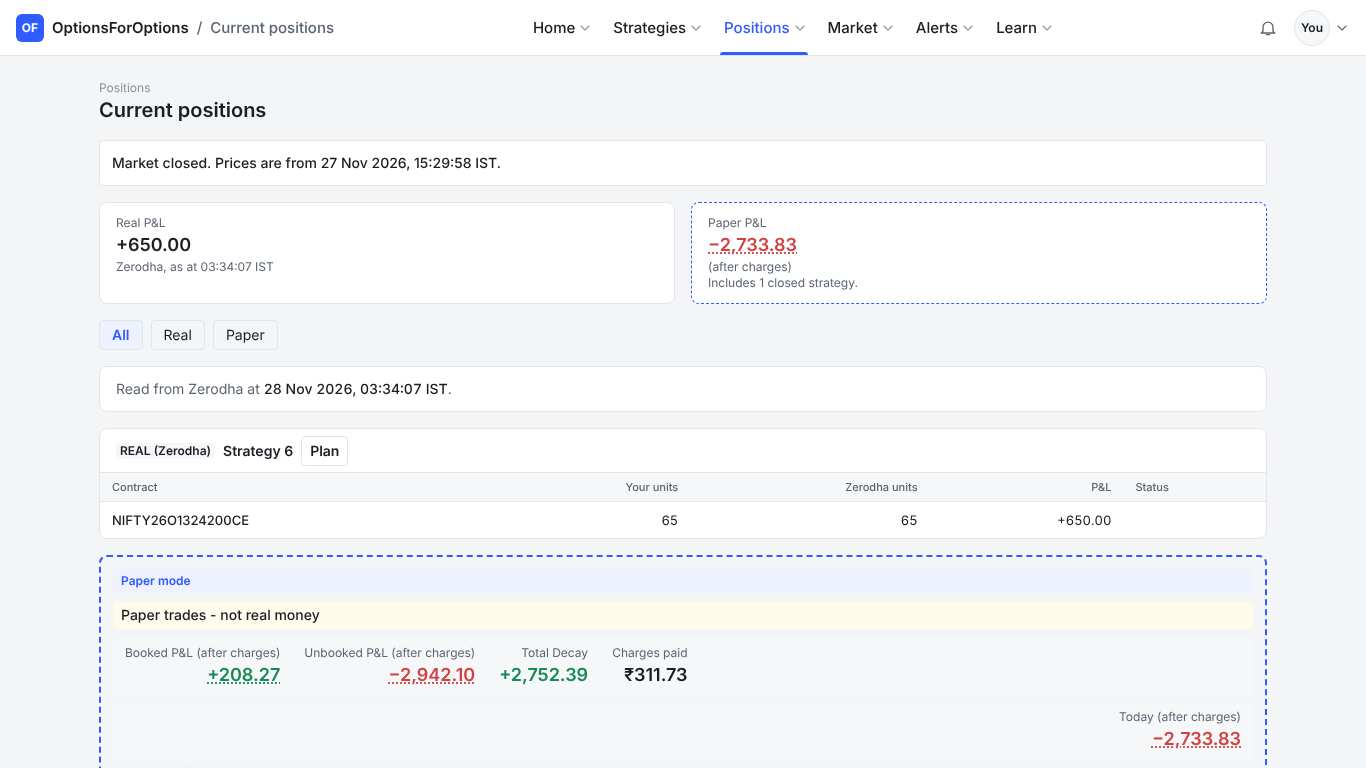 OF OptionsForOptions / Current positions Home Strategies Positions Market Alerts Learn You
Positions
Current positions
Market closed. Prices are from 27 Nov 2026, 15:29:58 IST.
Real P&L
+650.00
Zerodha, as at 03:34:07 IST
Paper P&L
−2,733.83
(after charges)
Includes 1 closed strategy.
All Real Paper
Read from Zerodha at 28 Nov 2026, 03:34:07 IST.
REAL (Zerodha) Strategy 6 Plan
Contract Your units Zerodha units P&L Status
NIFTY26O1324200CE 65 65 +650.00
Paper mode
Paper trades - not real money
Booked P&L (after charges) Unbooked P&L (after charges) Total Decay Charges paid
+208.27 −2,942.10 +2,752.39 ₹311.73
Today (after charges)
−2,733.83